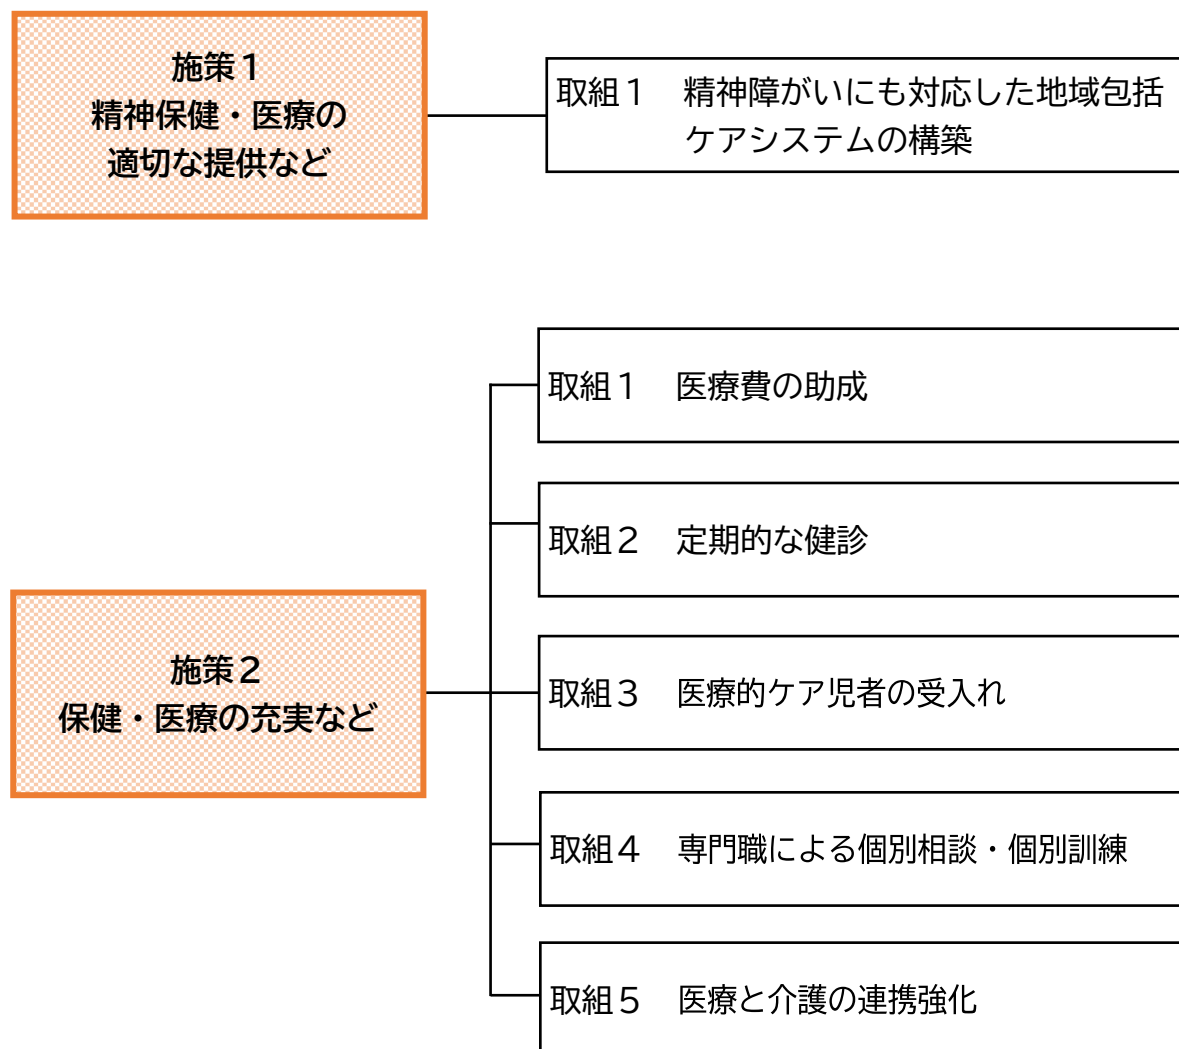 施策１
精神保健・医療の
適切な提供など
取組１　精神障がいにも対応した地域包括
ケアシステムの構築
施策２
保健・医療の充実など
取組１　医療費の助成
取組２　定期的な健診
取組３　医療的ケア児者の受入れ
取組４　専門職による個別相談・個別訓練
取組５　医療と介護の連携強化